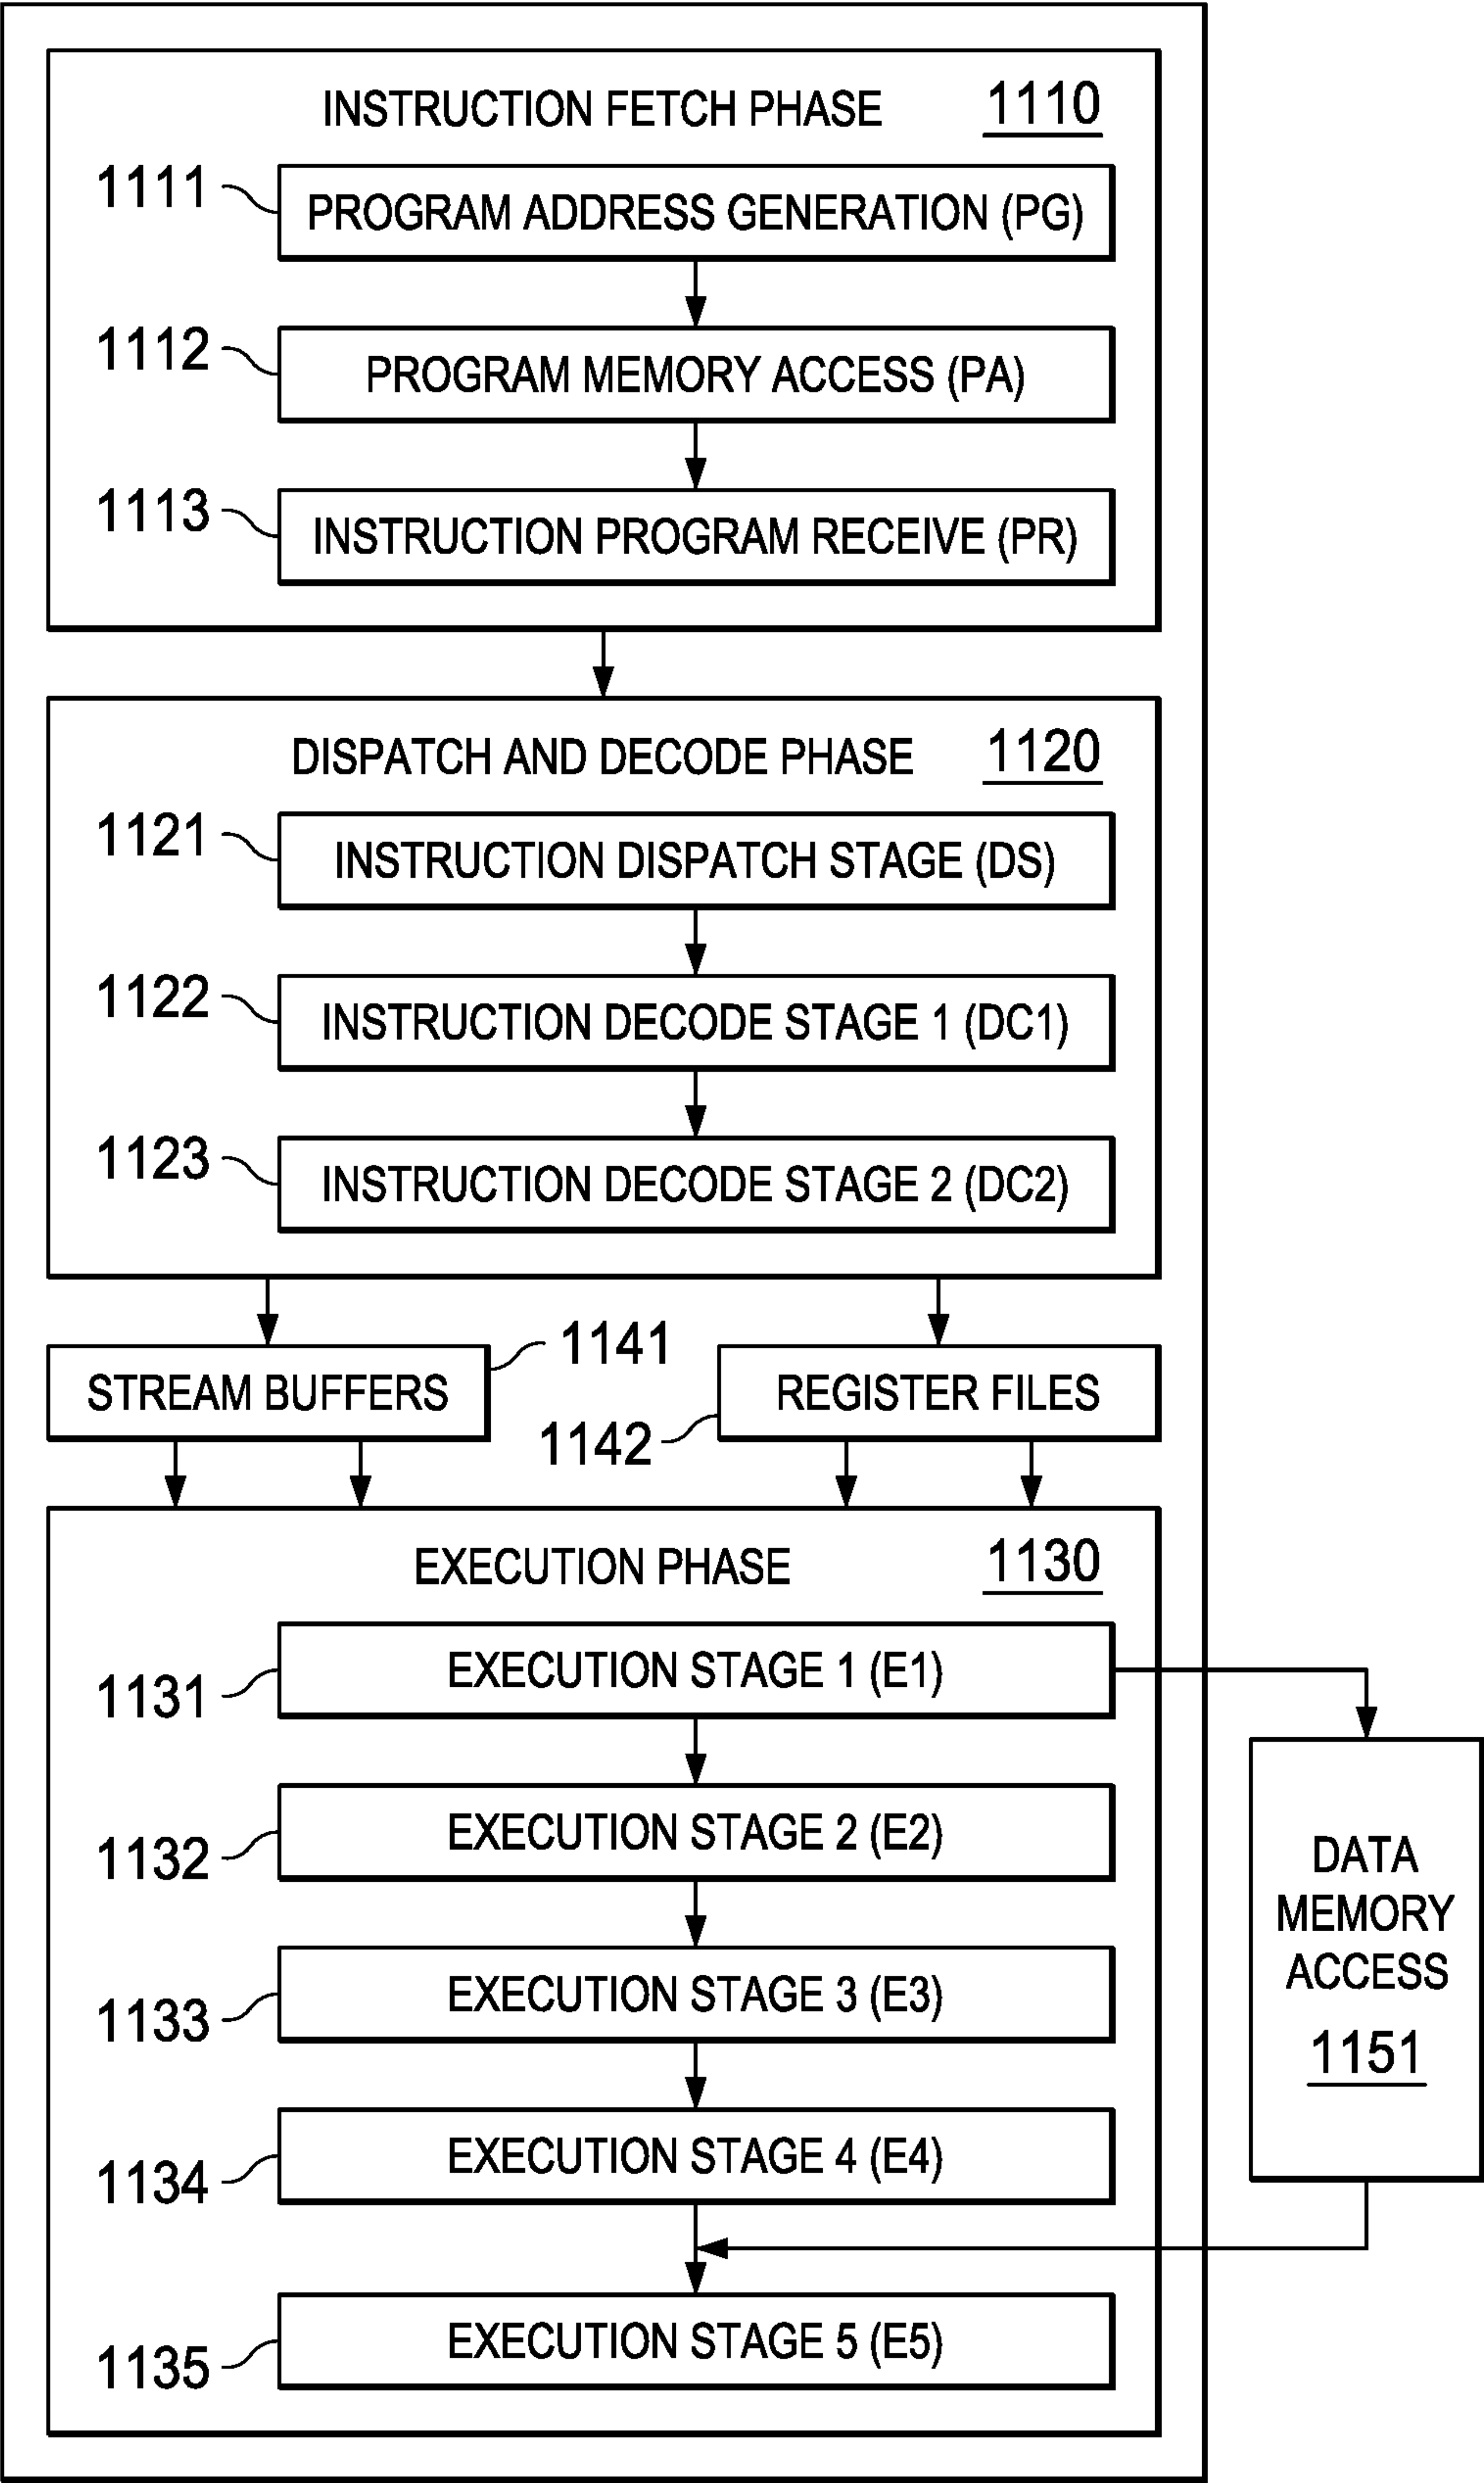 INSTRUCTION FETCH PHASE 1110
1111 PROGRAM ADDRESS GENERATION (PG)
1112 PROGRAM MEMORY ACCESS (PA)
1113 INSTRUCTION PROGRAM RECEIVE (PR)
DISPATCH AND DECODE PHASE 1120
1121 INSTRUCTION DISPATCH STAGE (DS)
1122 INSTRUCTION DECODE STAGE 1 (DC1)
1123 INSTRUCTION DECODE STAGE 2 (DC2)
STREAM BUFFERS 1141
1142 REGISTER FILES
EXECUTION PHASE 1130
1131 EXECUTION STAGE 1 (E1)
1132 EXECUTION STAGE 2 (E2)
1133 EXECUTION STAGE 3 (E3)
1134 EXECUTION STAGE 4 (E4)
1135 EXECUTION STAGE 5 (E5)
DATA
MEMORY
ACCESS
1151